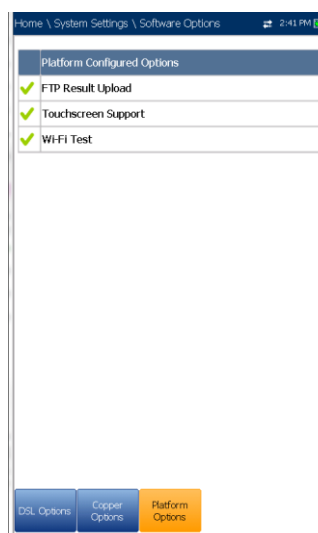 Home \ System Settings \ Software Options 2:41 PM
Platform Configured Options
FTP Result Upload
Touchscreen Support
Wi-Fi Test
DSL Options
Copper
Options
Platform
Options